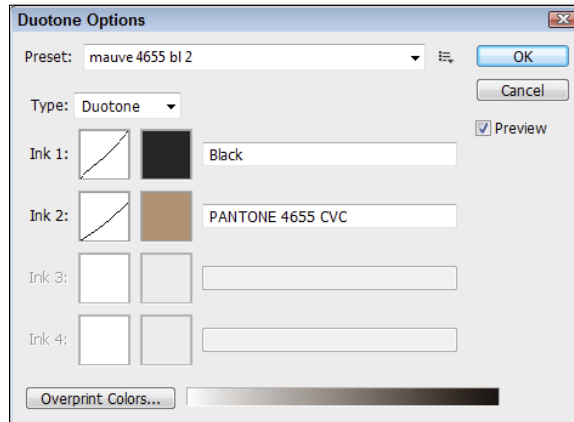 Duotone Options
Preset: mauve 4655 bl 2
OK
Cancel
Type: Duotone
Preview
Ink 1: Black
Ink 2: PANTONE 4655 CVC
Ink 3:
Ink 4:
Overprint Colors...